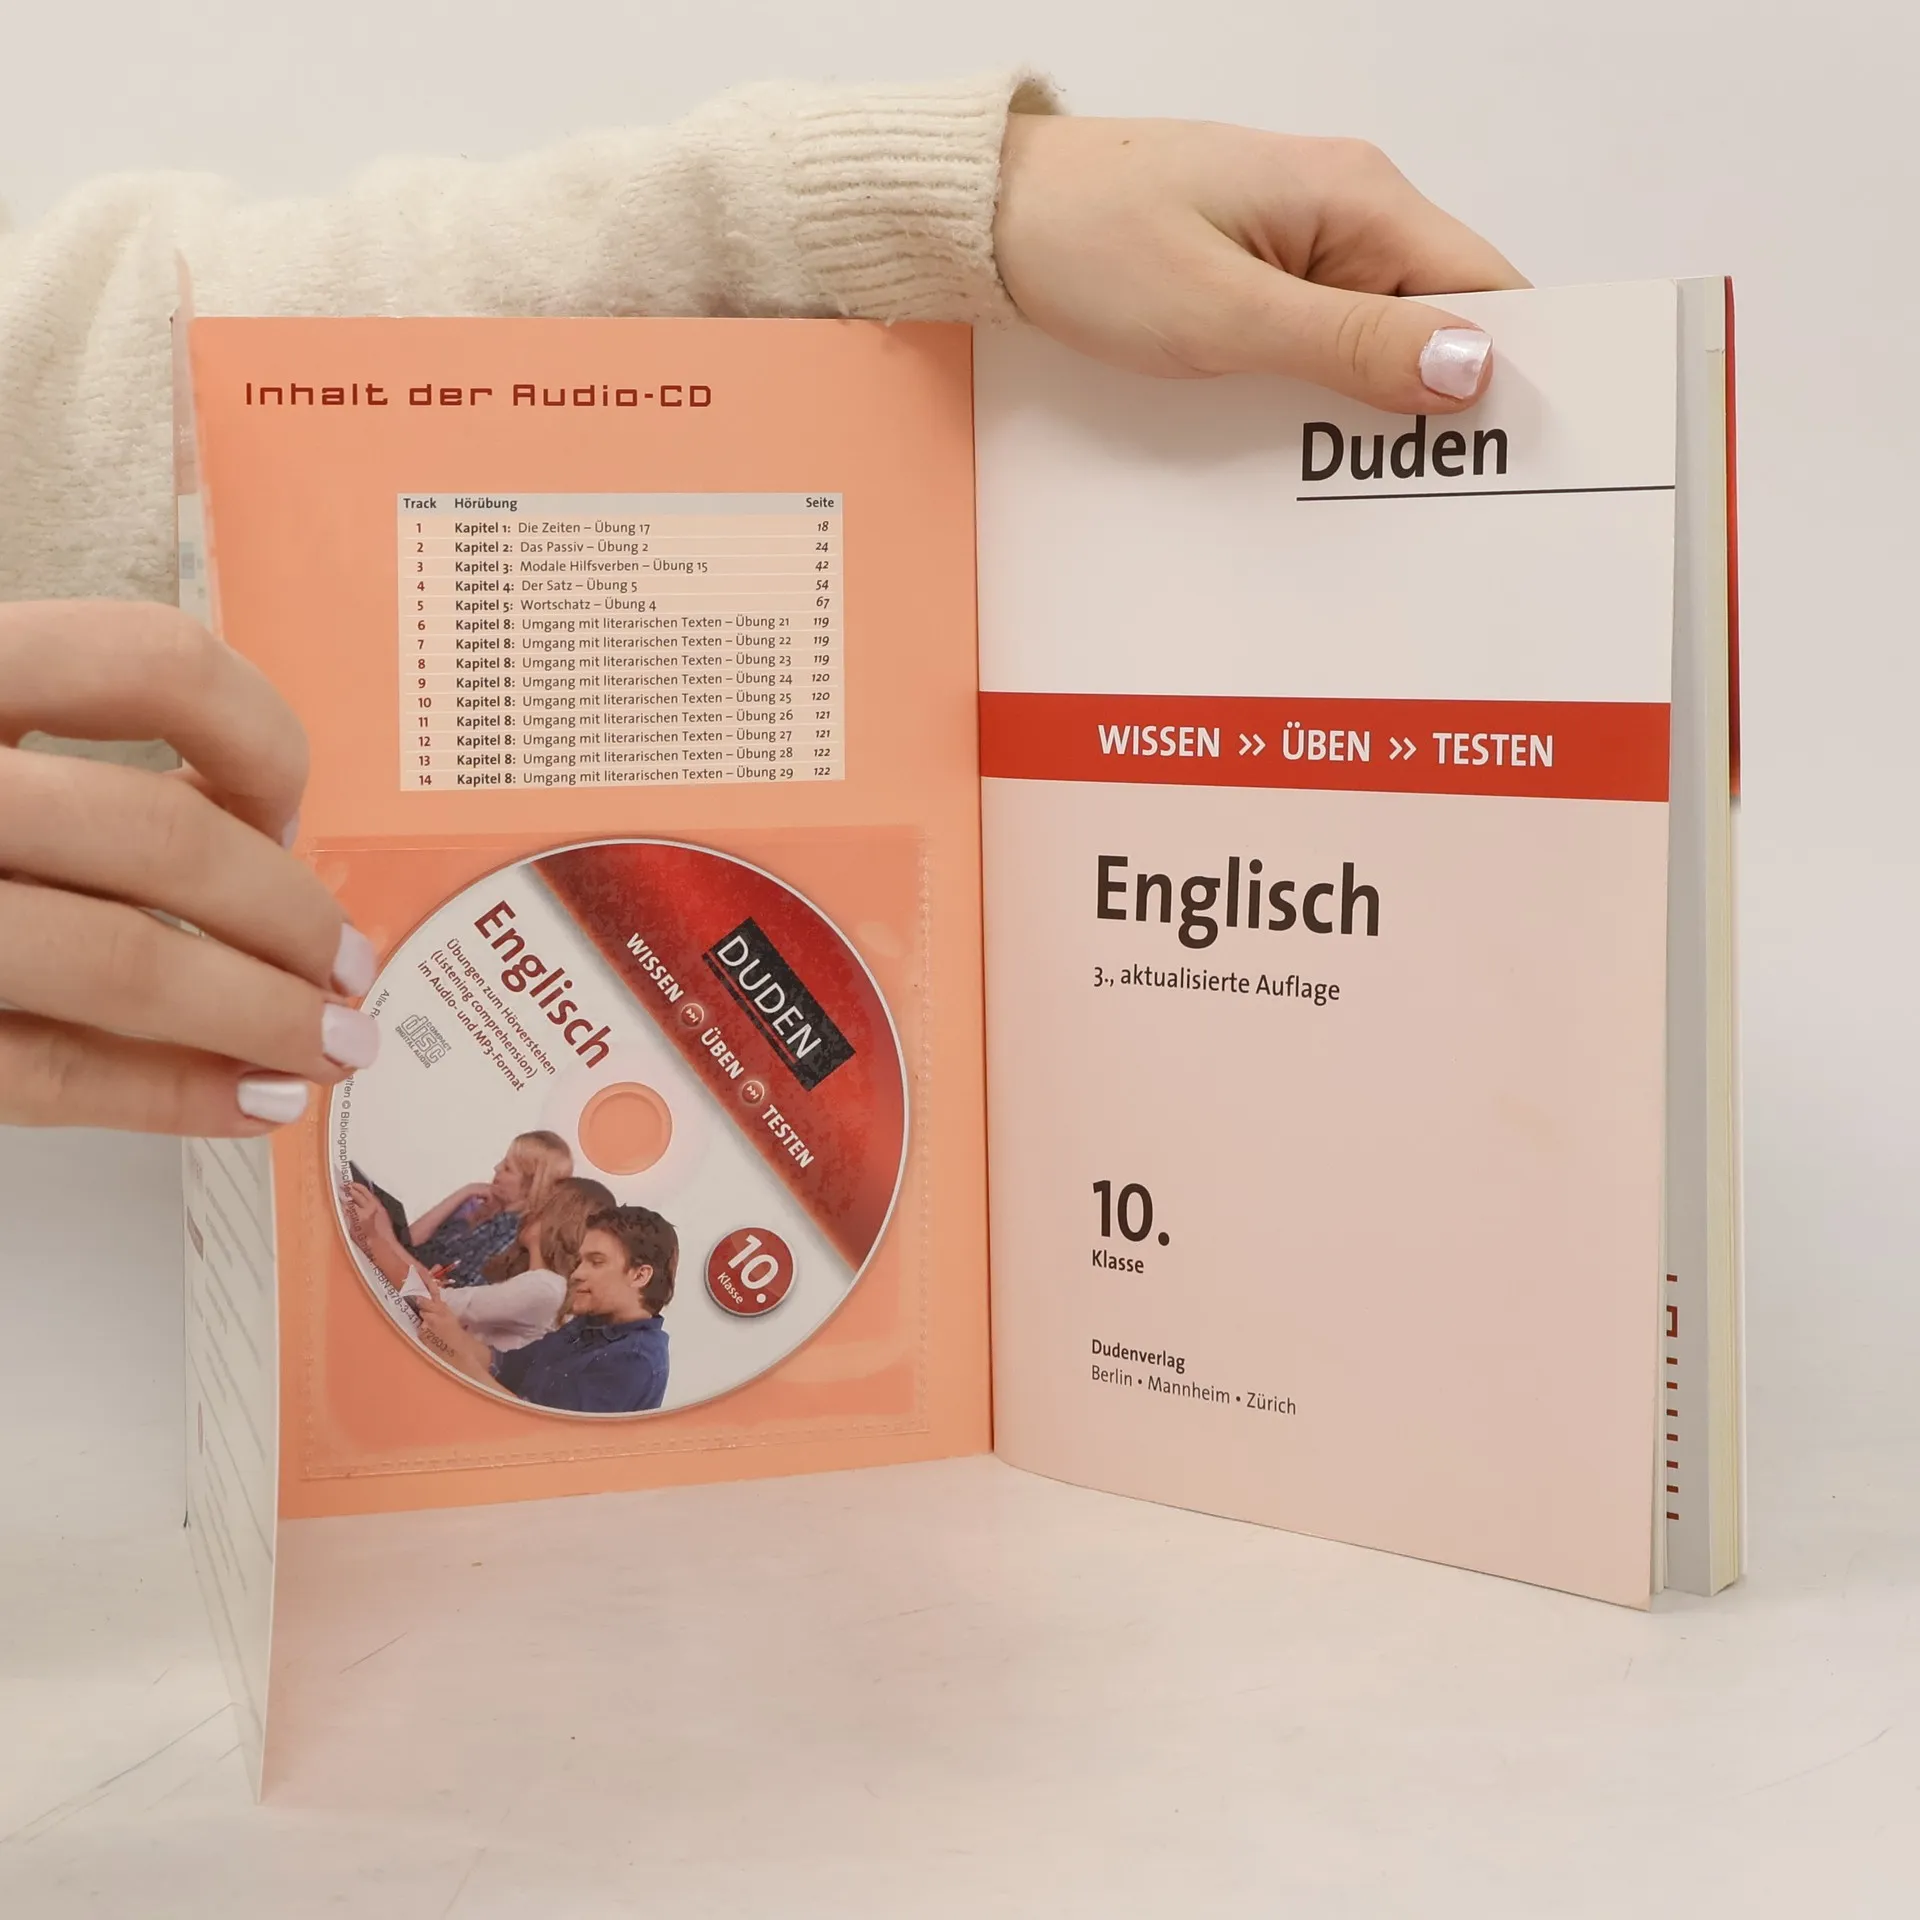 Inhalt der Audio-CD
Track Hörübung Seite
1 Kapitel 1: Die Zeiten – Übung 17 18
2 Kapitel 2: Das Passiv – Übung 2 24
3 Kapitel 3: Modale Hilfsverben – Übung 15 42
4 Kapitel 4: Der Satz – Übung 5 54
5 Kapitel 5: Wortschatz – Übung 4 67
6 Kapitel 8: Umgang mit literarischen Texten – Übung 21 119
7 Kapitel 8: Umgang mit literarischen Texten – Übung 22 119
8 Kapitel 8: Umgang mit literarischen Texten – Übung 23 119
9 Kapitel 8: Umgang mit literarischen Texten – Übung 24 120
10 Kapitel 8: Umgang mit literarischen Texten – Übung 25 120
11 Kapitel 8: Umgang mit literarischen Texten – Übung 26 121
12 Kapitel 8: Umgang mit literarischen Texten – Übung 27 121
13 Kapitel 8: Umgang mit literarischen Texten – Übung 28 122
14 Kapitel 8: Umgang mit literarischen Texten – Übung 29 122
DUDEN
WISSEN ÜBEN TESTEN
Englisch
Übungen zum Hörverstehen
(Listening comprehension)
im Audio- und MP3-Format
COMPACT
disc
DIGITAL AUDIO
10.
Klasse
Alle
© Bibliographisches
Duden
WISSEN >> ÜBEN >> TESTEN
Englisch
3., aktualisierte Auflage
10.
Klasse
Dudenverlag
Berlin • Mannheim • Zürich